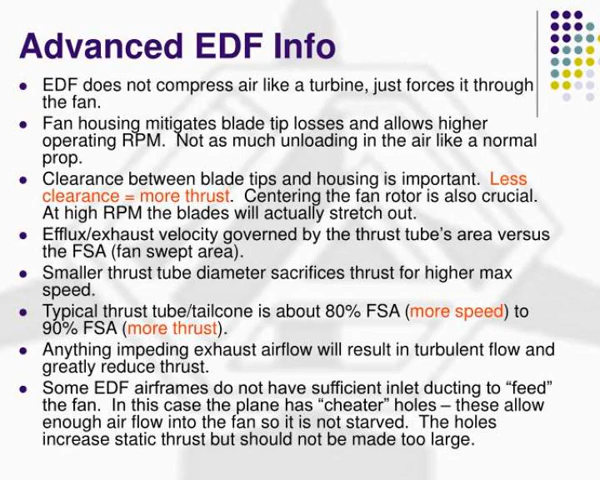 Advanced EDF Info
● EDF does not compress air like a turbine, just forces it through
the fan.
● Fan housing mitigates blade tip losses and allows higher
operating RPM.  Not as much unloading in the air like a normal
prop.
● Clearance between blade tips and housing is important.  Less
clearance = more thrust.  Centering the fan rotor is also crucial.
At high RPM the blades will actually stretch out.
● Efflux/exhaust velocity governed by the thrust tube's area versus
the FSA (fan swept area).
● Smaller thrust tube diameter sacrifices thrust for higher max
speed.
● Typical thrust tube/tailcone is about 80% FSA (more speed) to
90% FSA (more thrust).
● Anything impeding exhaust airflow will result in turbulent flow and
greatly reduce thrust.
● Some EDF airframes do not have sufficient inlet ducting to “feed”
the fan.  In this case the plane has “cheater” holes – these allow
enough air flow into the fan so it is not starved.  The holes
increase static thrust but should not be made too large.